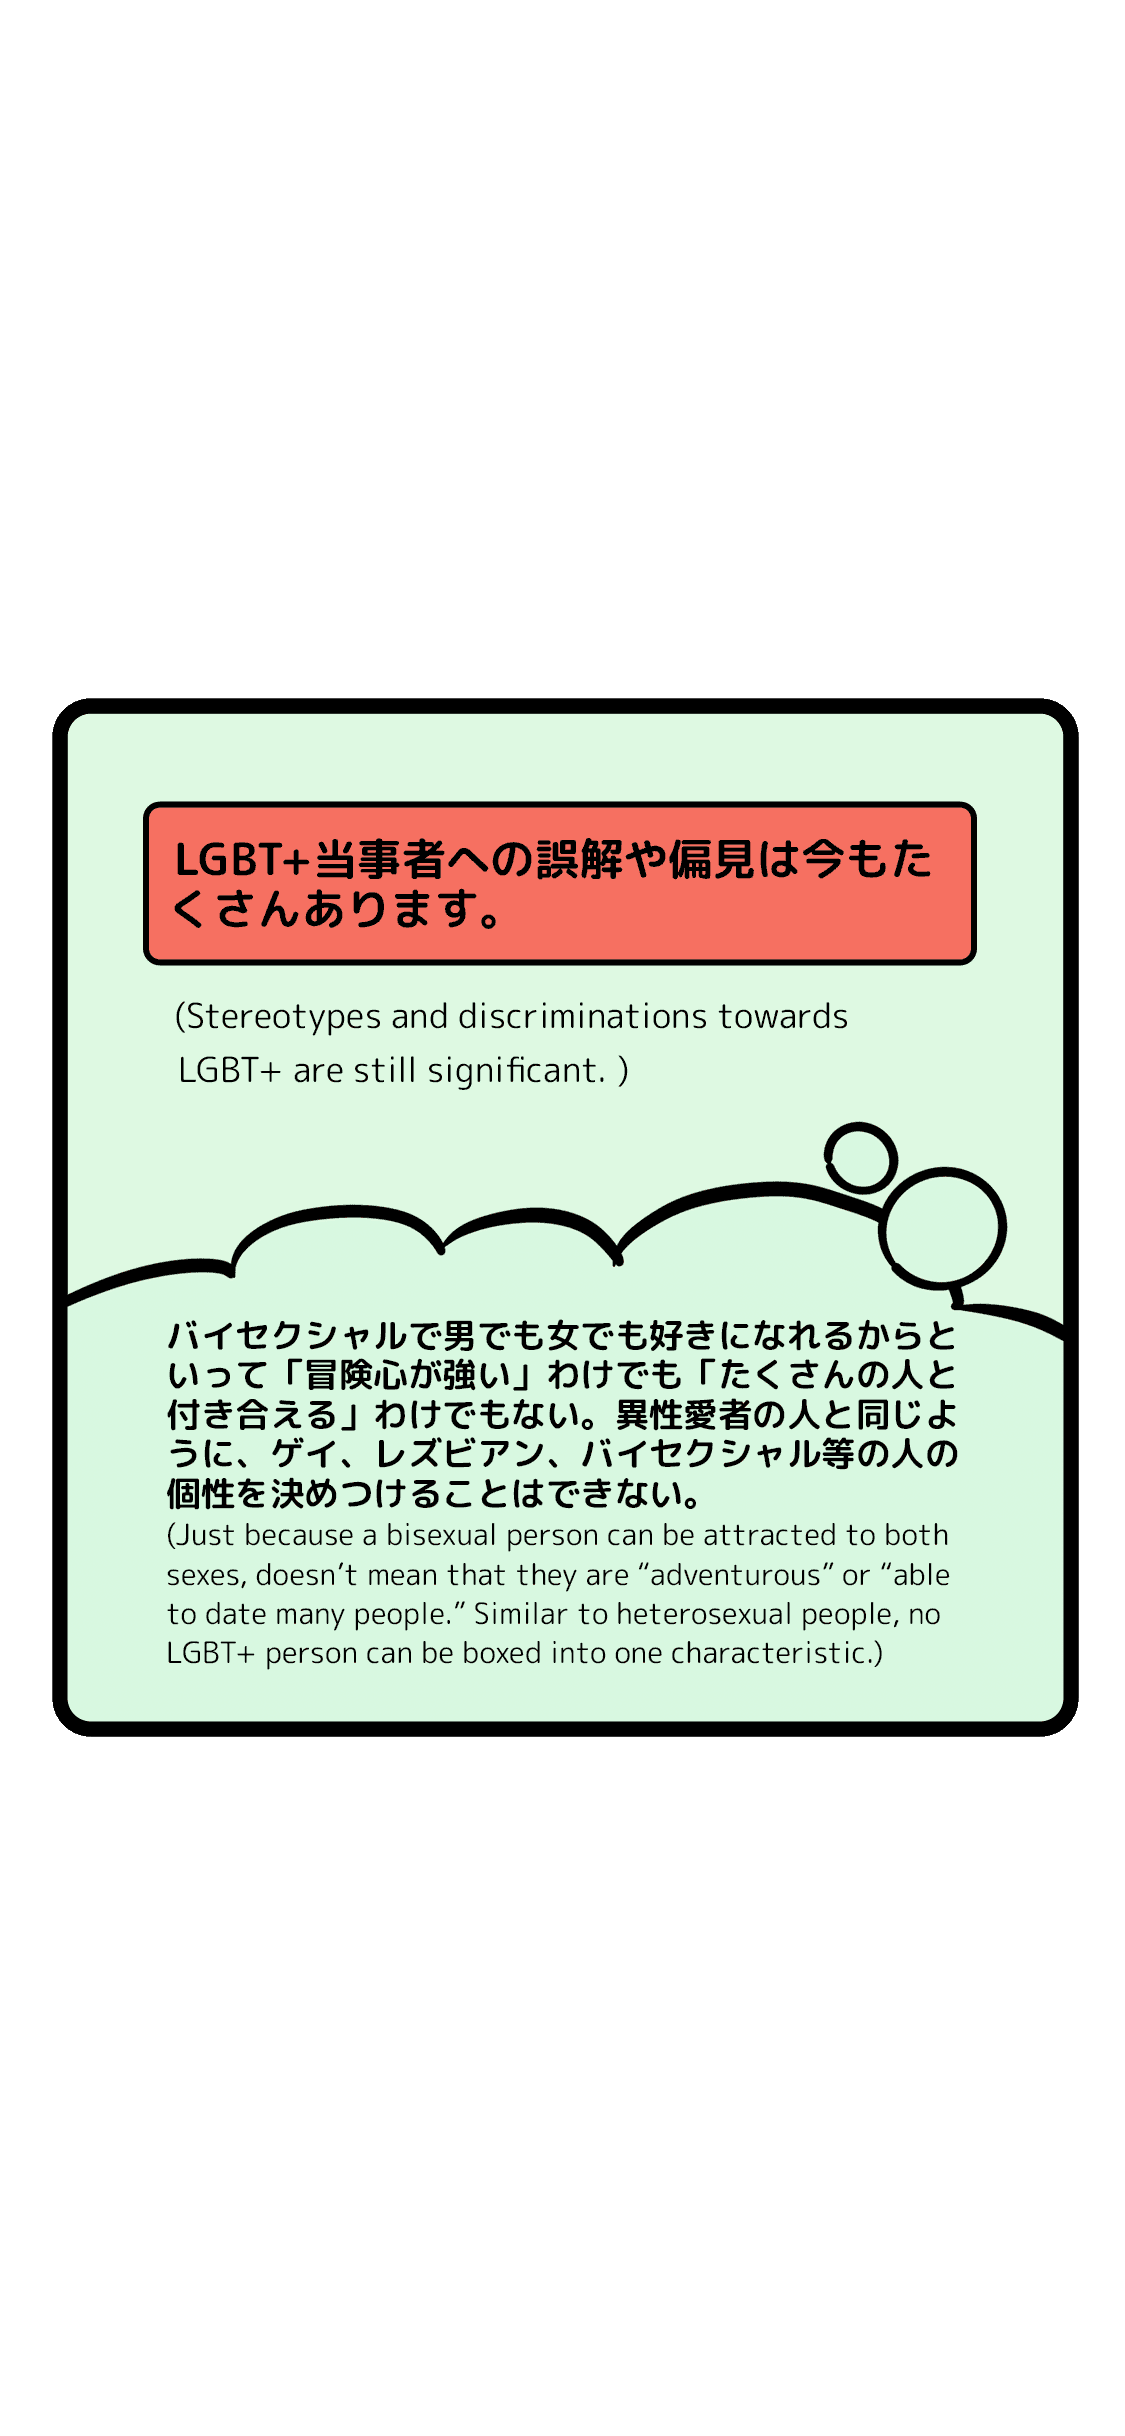 LGBT+当事者への誤解や偏見は今もた
くさんあります。
(Stereotypes and discriminations towards
LGBT+ are still significant. )
バイセクシャルで男でも女でも好きになれるからと
いって「冒険心が強い」わけでも「たくさんの人と
付き合える」わけでもない。異性愛者の人と同じよ
うに、ゲイ、レズビアン、バイセクシャル等の人の
個性を決めつけることはできない。
(Just because a bisexual person can be attracted to both
sexes, doesn’t mean that they are “adventurous” or “able
to date many people.” Similar to heterosexual people, no
LGBT+ person can be boxed into one characteristic.)